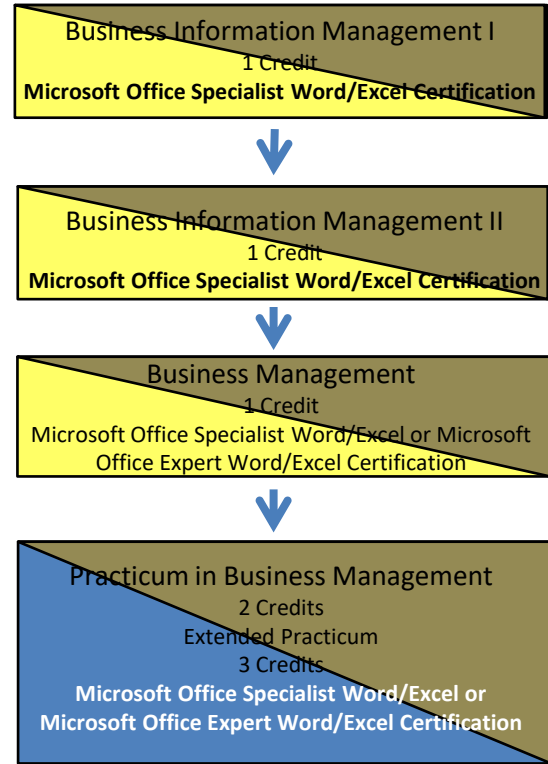 Business Information Management I
1 Credit
Microsoft Office Specialist Word/Excel Certification
Business Information Management II
1 Credit
Microsoft Office Specialist Word/Excel Certification
Business Management
1 Credit
Microsoft Office Specialist Word/Excel or Microsoft
Office Expert Word/Excel Certification
Practicum in Business Management
2 Credits
Extended Practicum
3 Credits
Microsoft Office Specialist Word/Excel or
Microsoft Office Expert Word/Excel Certification